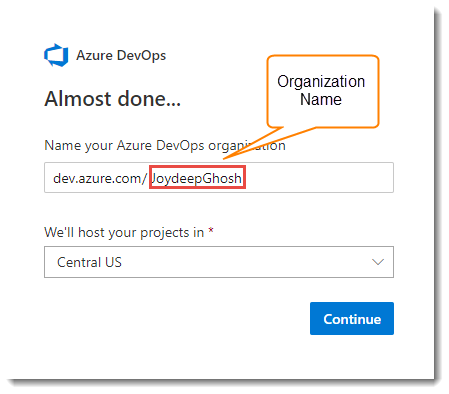 Azure DevOps
Almost done...
Organization
Name
Name your Azure DevOps organization
dev.azure.com/JoydeepGhosh
We'll host your projects in *
Central US
Continue